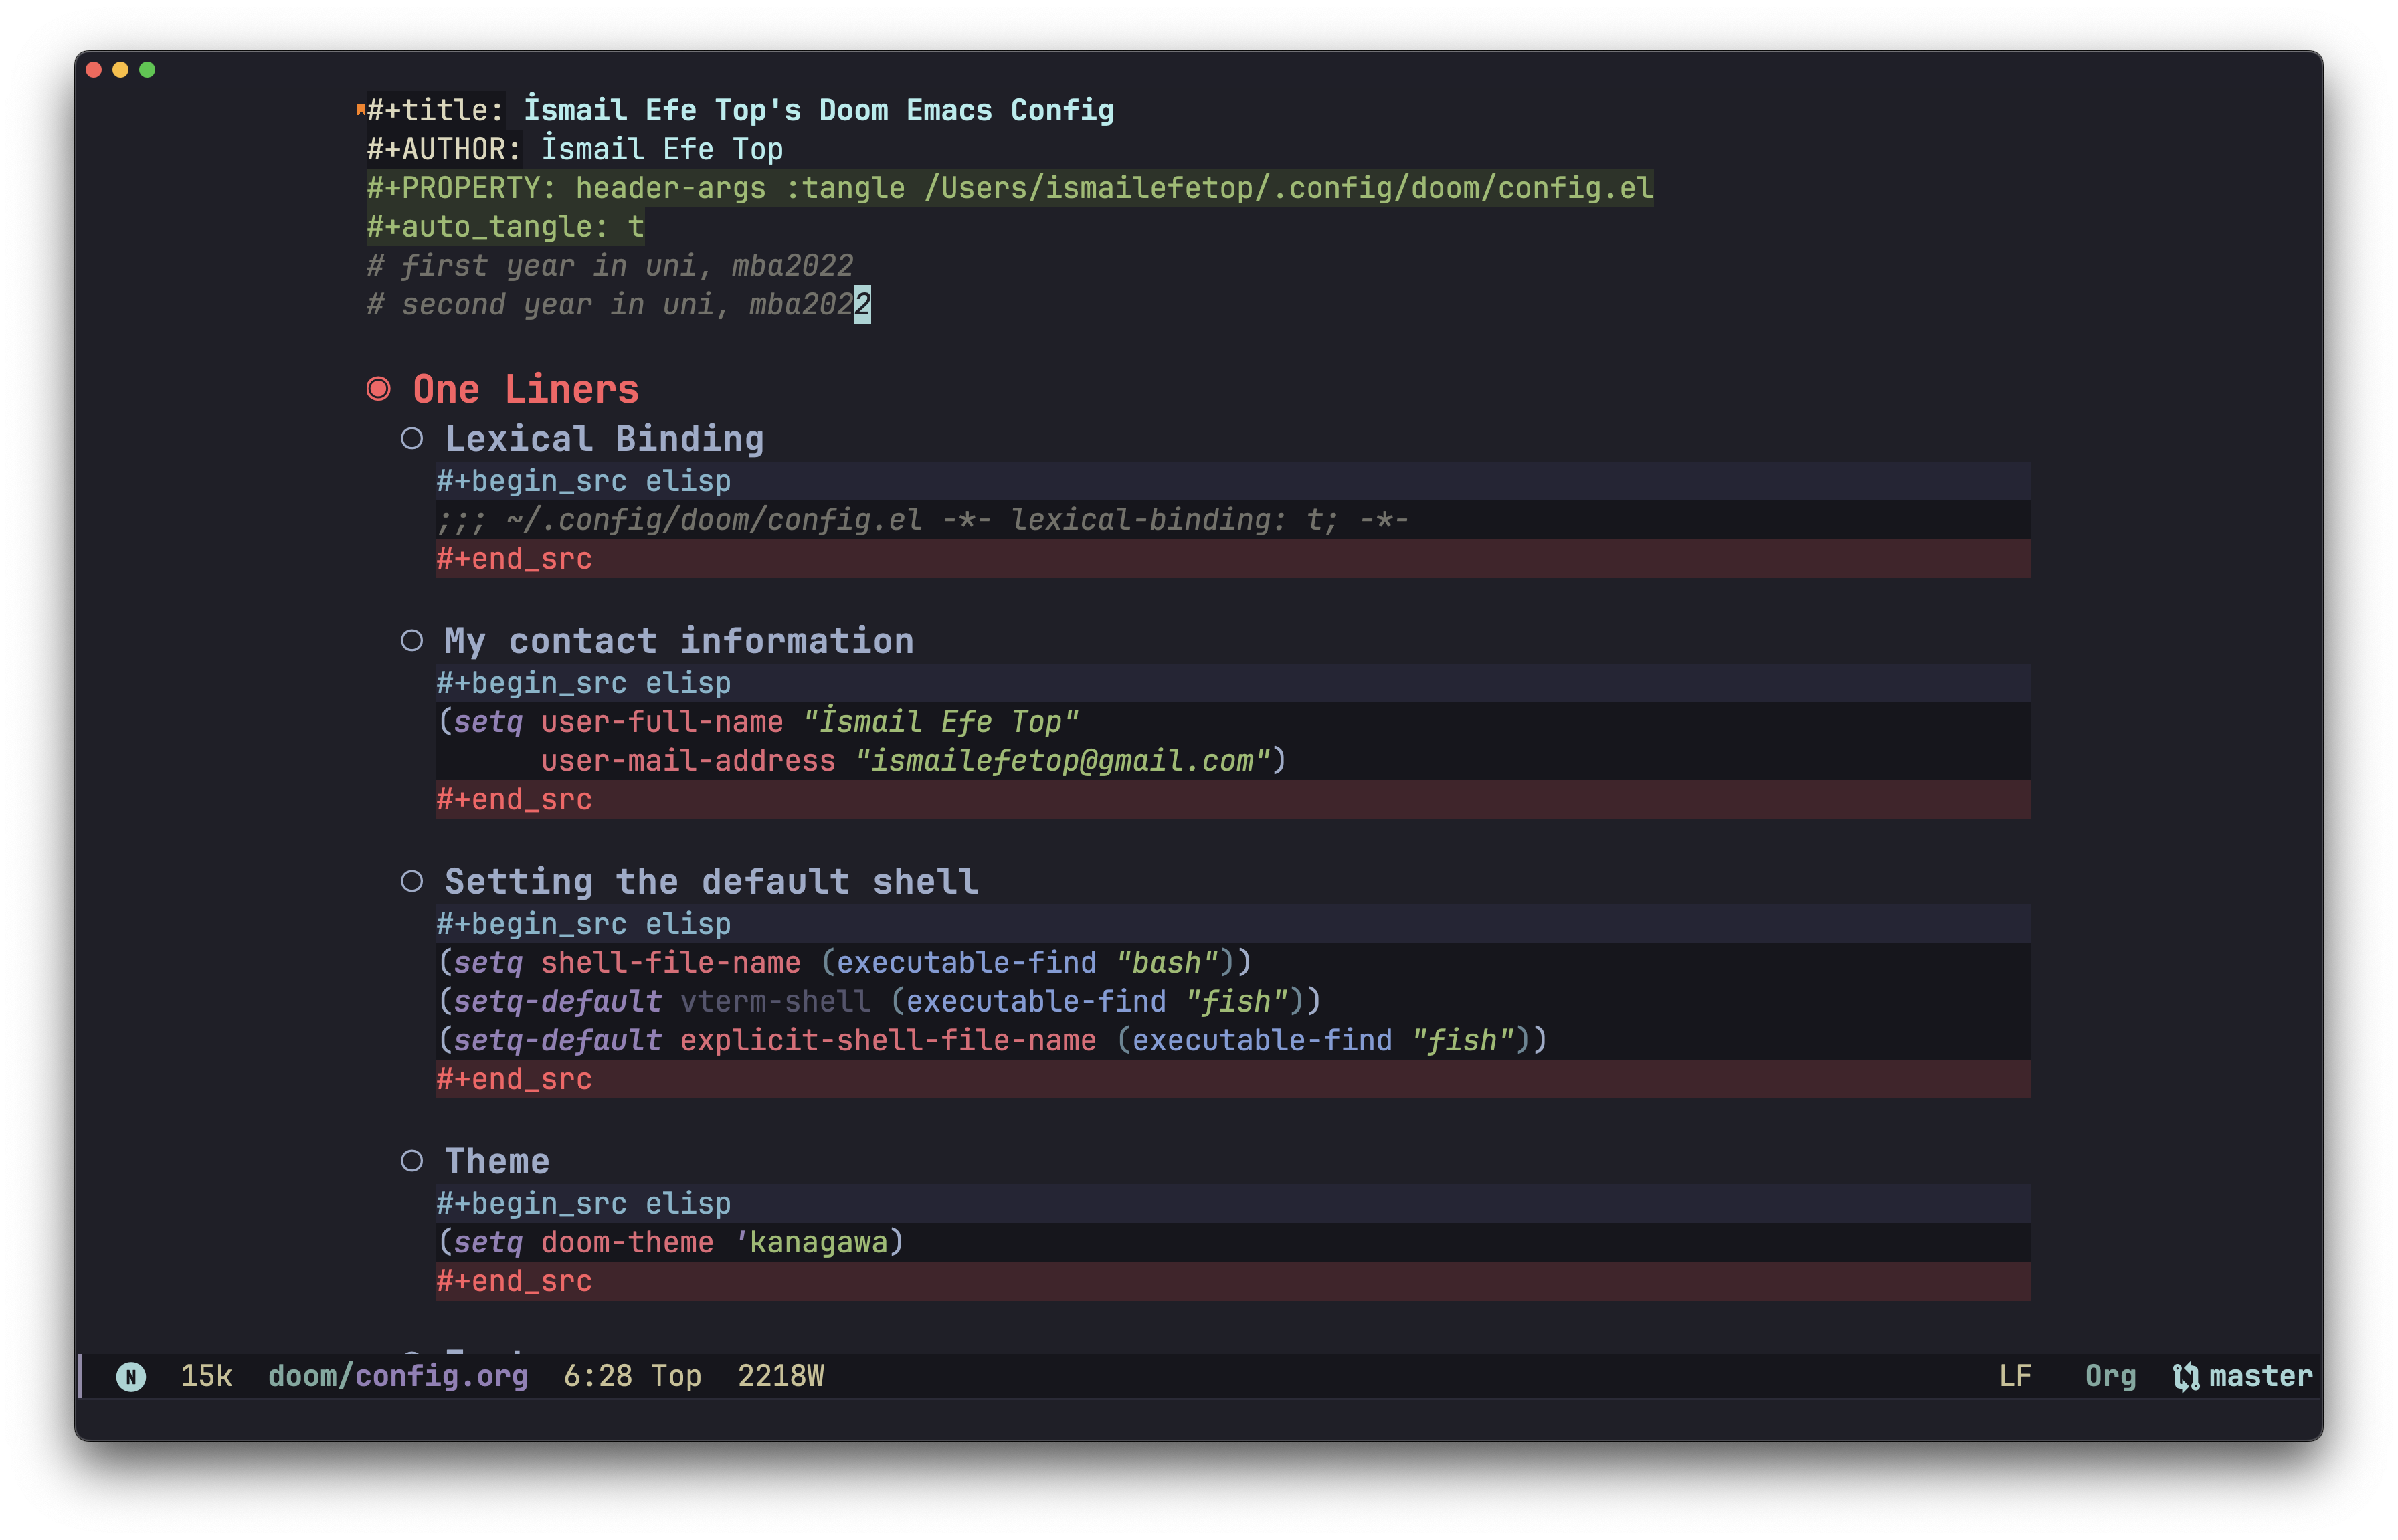 #+title: İsmail Efe Top's Doom Emacs Config
#+AUTHOR: İsmail Efe Top
#+PROPERTY: header-args :tangle /Users/ismailefetop/.config/doom/config.el
#+auto_tangle: t
# first year in uni, mba2022
# second year in uni, mba2022
One Liners
Lexical Binding
#+begin_src elisp
;;; ~/.config/doom/config.el -*- lexical-binding: t; -*-
#+end_src
My contact information
#+begin_src elisp
(setq user-full-name "İsmail Efe Top"
      user-mail-address "ismailefetop@gmail.com")
#+end_src
Setting the default shell
#+begin_src elisp
(setq shell-file-name (executable-find "bash"))
(setq-default vterm-shell (executable-find "fish"))
(setq-default explicit-shell-file-name (executable-find "fish"))
#+end_src
Theme
#+begin_src elisp
(setq doom-theme 'kanagawa)
#+end_src
N 15k doom/config.org 6:28 Top 2218W LF Org master